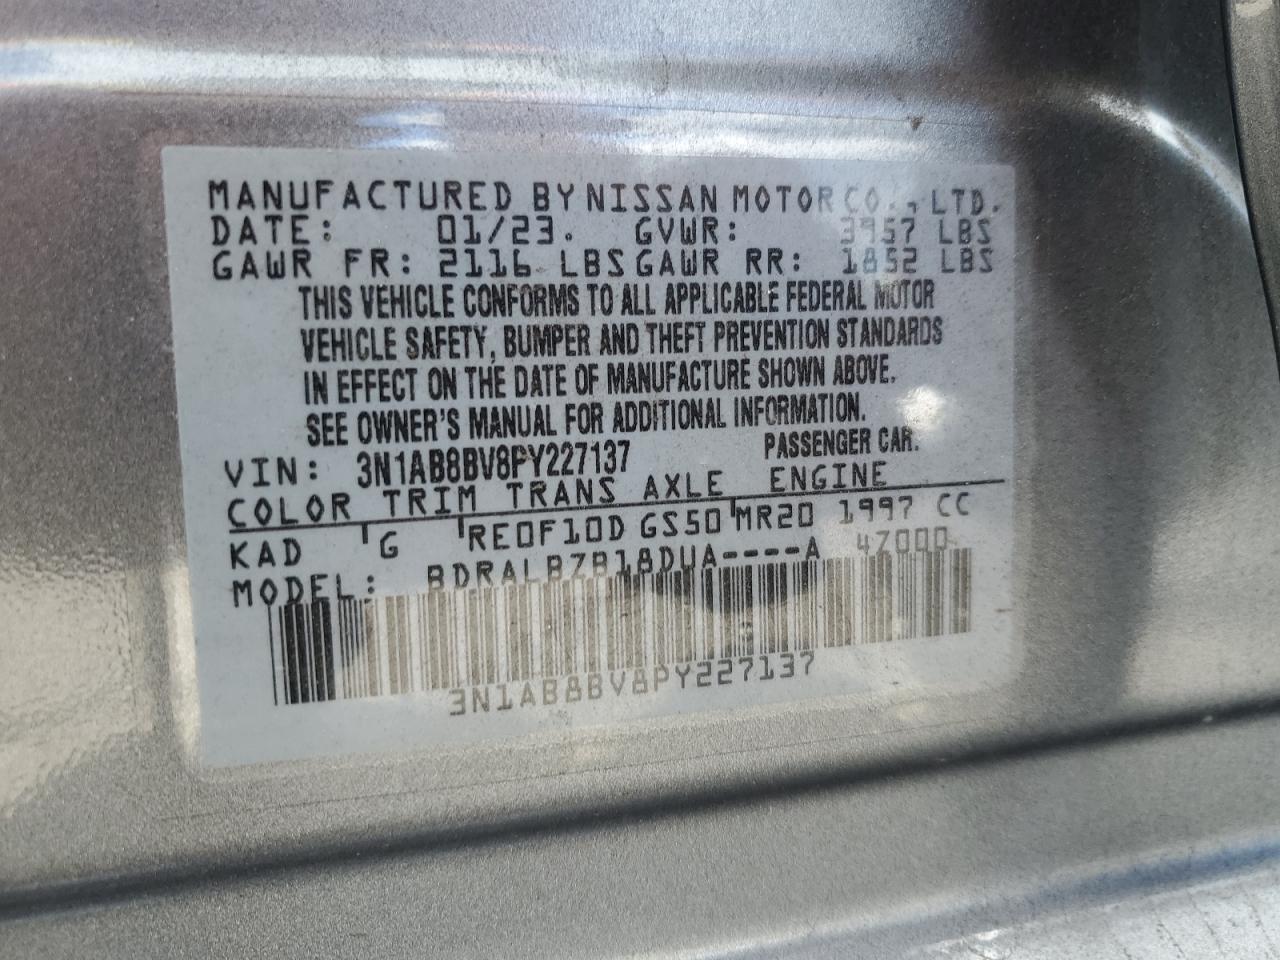 MANUFACTURED BY NISSAN MOTOR CO., LTD.
DATE: 01/23. GVWR: 3957 LBS
GAWR FR: 2116 LBS GAWR RR: 1852 LBS
THIS VEHICLE CONFORMS TO ALL APPLICABLE FEDERAL MOTOR
VEHICLE SAFETY, BUMPER AND THEFT PREVENTION STANDARDS
IN EFFECT ON THE DATE OF MANUFACTURE SHOWN ABOVE.
SEE OWNER'S MANUAL FOR ADDITIONAL INFORMATION.
VIN: 3N1AB8BV8PY227137 PASSENGER CAR.
COLOR TRIM TRANS AXLE ENGINE
KAD G RE0F10D GS50 MR20 1997 CC
MODEL: BDRALBZB18DUA----A 47000
3N1AB8BV8PY227137